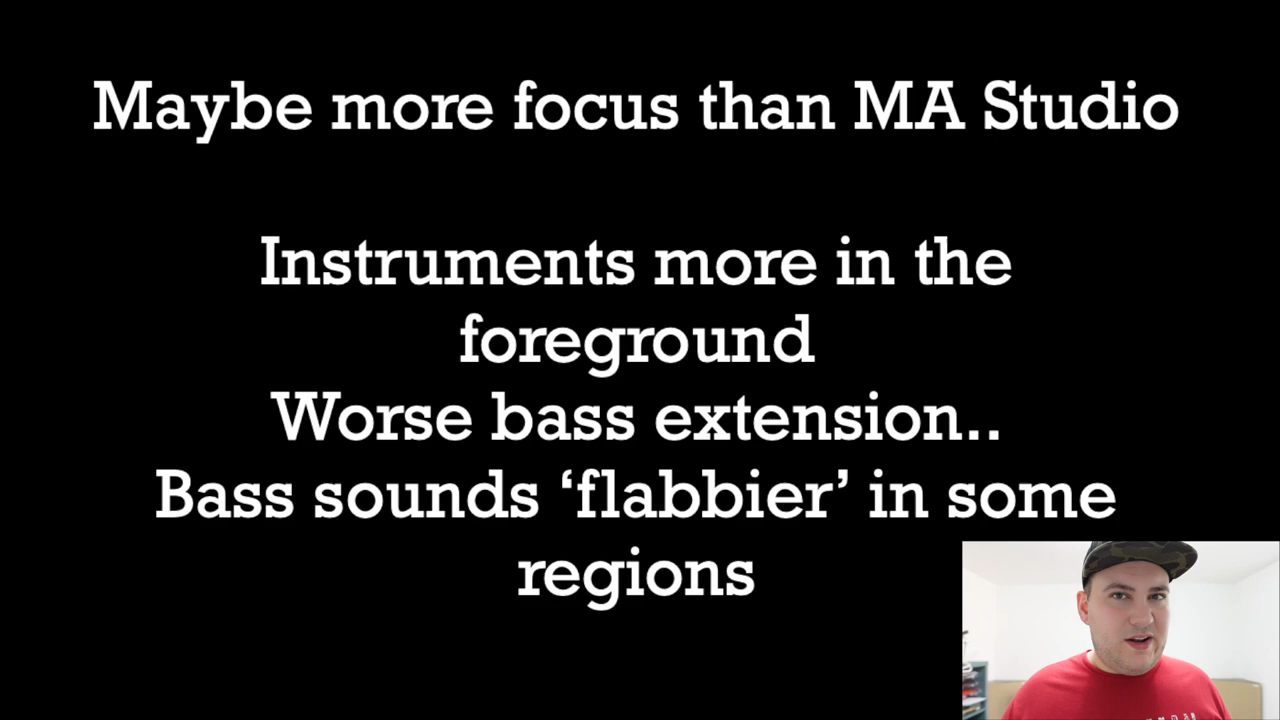 Maybe more focus than MA Studio
Instruments more in the
foreground
Worse bass extension..
Bass sounds ‘flabbier’ in some
regions